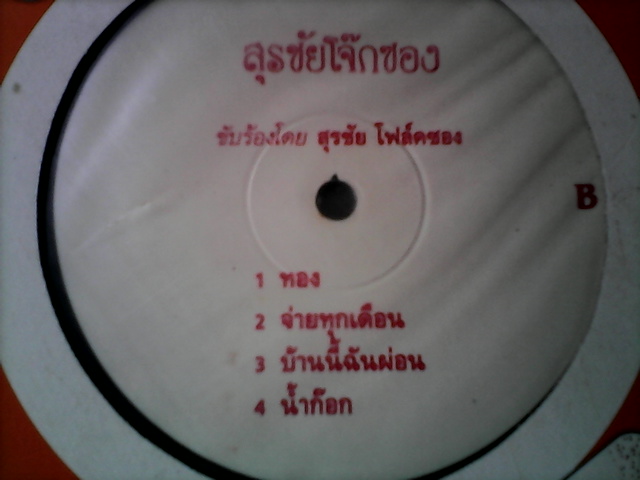 สุรชัยโจ๊กซอง
ขับร้องโดย สุรชัย โฟล์คซอง
B
1 ทอง
2 จ่ายทุกเดือน
3 บ้านนี้ฉันผ่อน
4 น้ำก๊อก